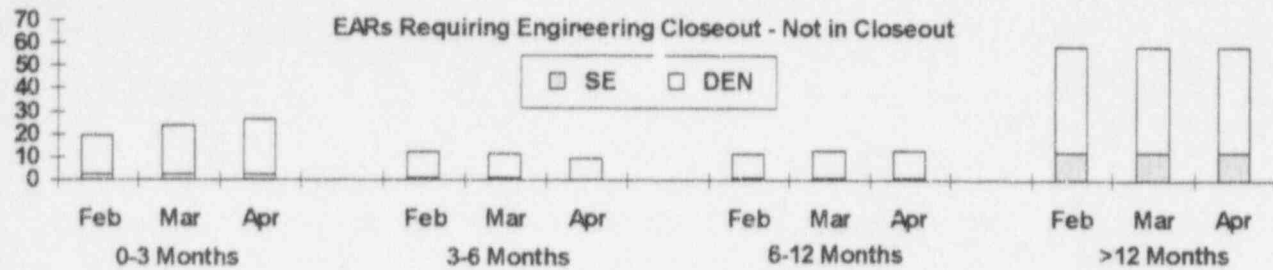 70
EARs Requiring Engineering Closeout - Not in Closeout
60
50
SE DEN
40
30
20
10
0
Feb Mar Apr Feb Mar Apr Feb Mar Apr Feb Mar Apr
0-3 Months 3-6 Months 6-12 Months >12 Months